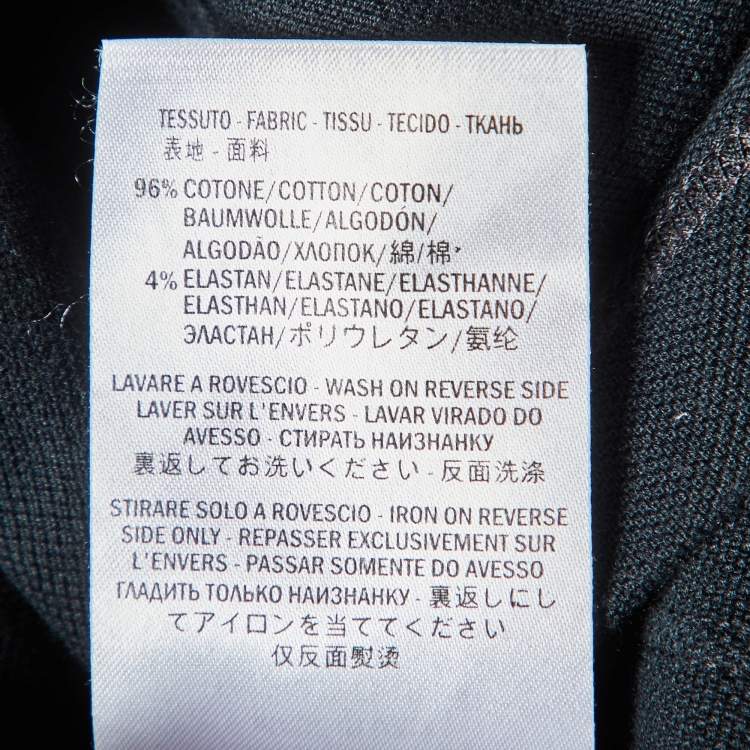 TESSUTO - FABRIC - TISSU - TECIDO - ТКАНЬ
表地 - 面料
96% COTONE/COTTON/COTON/
BAUMWOLLE/ALGODÓN/
ALGODÃO/ХЛОПОК/綿/棉
4% ELASTAN/ELASTANE/ELASTHANNE/
ELASTHAN/ELASTANO/ELASTANO/
ЭЛАСТАН/ポリウレタン/氨纶
LAVARE A ROVESCIO - WASH ON REVERSE SIDE
LAVER SUR L'ENVERS - LAVAR VIRADO DO
AVESSO - СТИРАТЬ НАИЗНАНКУ
裏返してお洗いください - 反面洗涤
STIRARE SOLO A ROVESCIO - IRON ON REVERSE
SIDE ONLY - REPASSER EXCLUSIVEMENT SUR
L'ENVERS - PASSAR SOMENTE DO AVESSO
ГЛАДИТЬ ТОЛЬКО НАИЗНАНКУ - 裏返しにし
てアイロンを当ててください
仅反面熨烫